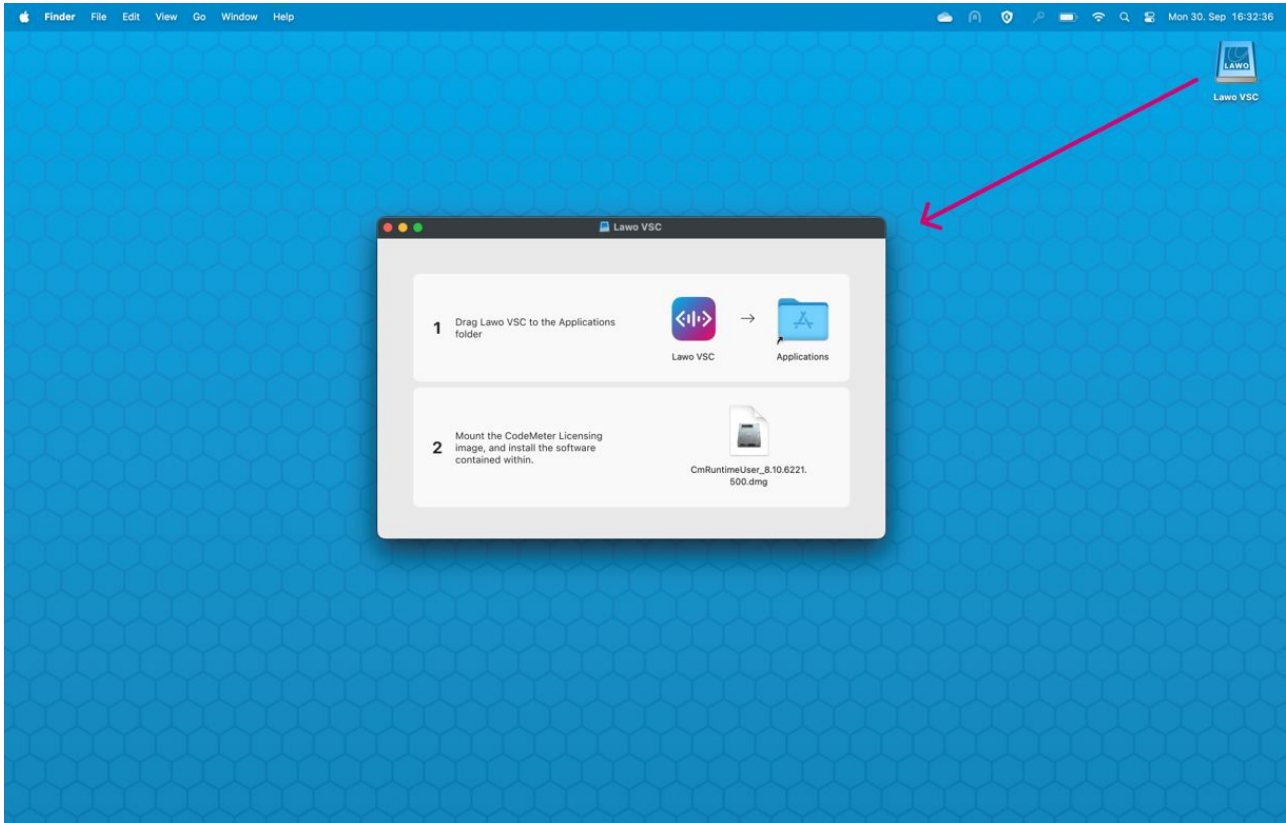 Finder File Edit View Go Window Help Mon 30. Sep 16:32:36
LAWO
Lawo VSC
Lawo VSC
1 Drag Lawo VSC to the Applications
folder
Lawo VSC Applications
2 Mount the CodeMeter Licensing
image, and install the software
contained within.
CmRuntimeUser_8.10.6221.
500.dmg